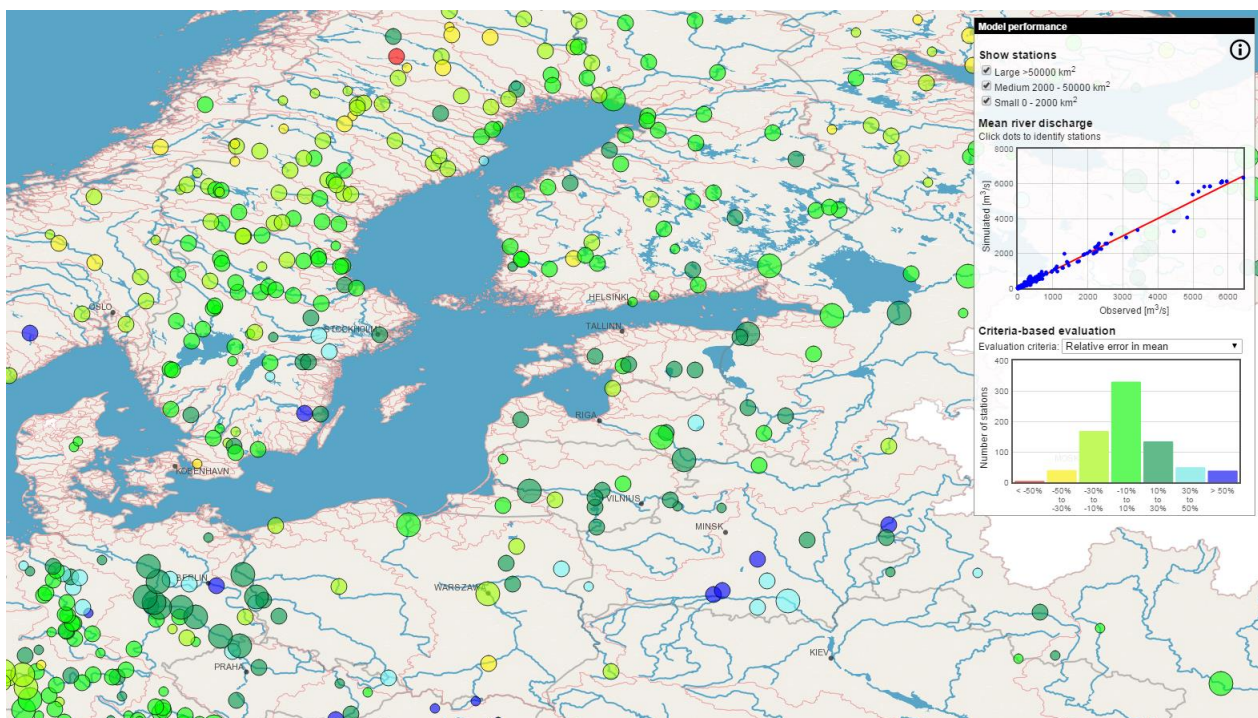 Model performance
Show stations
Large >50000 km²
Medium 2000 - 50000 km²
Small 0 - 2000 km²
Mean river discharge
Click dots to identify stations
8000
6000
4000
2000
0
Simulated [m³/s]
0 1000 2000 3000 4000 5000 6000
Observed [m³/s]
Criteria-based evaluation
Evaluation criteria: Relative error in mean
400
300
200
100
Number of stations
< -50% -50% to -30% -30% to -10% -10% 10% 10% 30% 30% to 50% > 50%
OSLO
STOCKHOLM
HELSINKI
TALLINN
RIGA
KØBENHAVN
VILNIUS
MINSK
BERLIN
WARSZAWA
PRAHA
KIEV